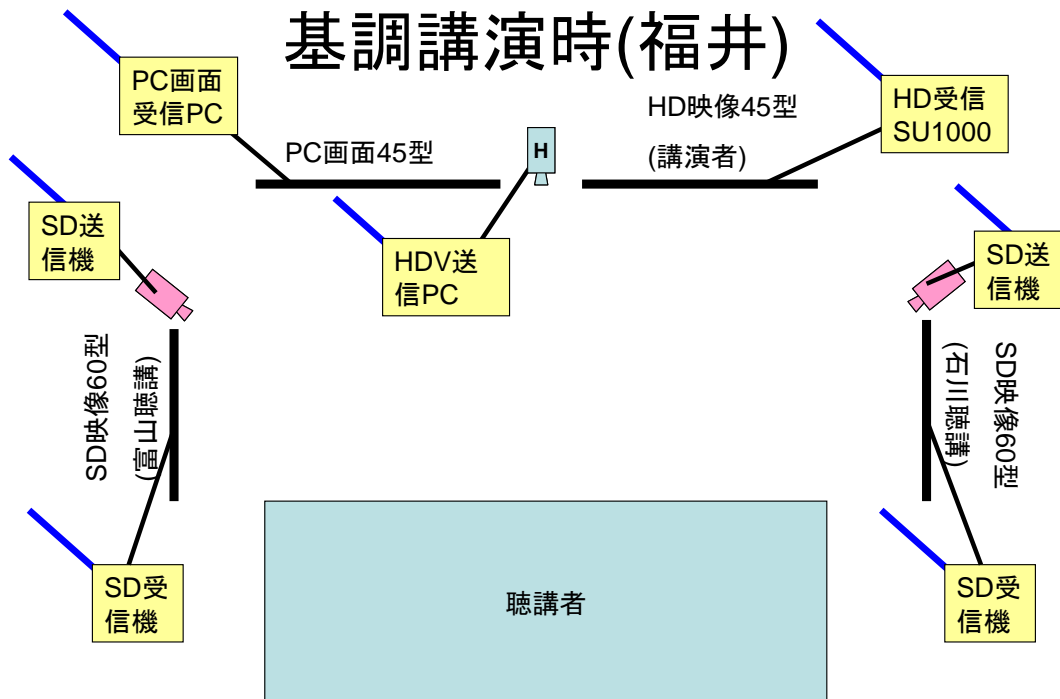 基調講演時(福井)
PC画面
受信PC
HD映像45型
(講演者)
HD受信
SU1000
PC画面45型
H
SD送
信機
HDV送
信PC
SD送
信機
SD映像60型
(富山聴講)
SD映像60型
(石川聴講)
SD受
信機
聴講者
SD受
信機